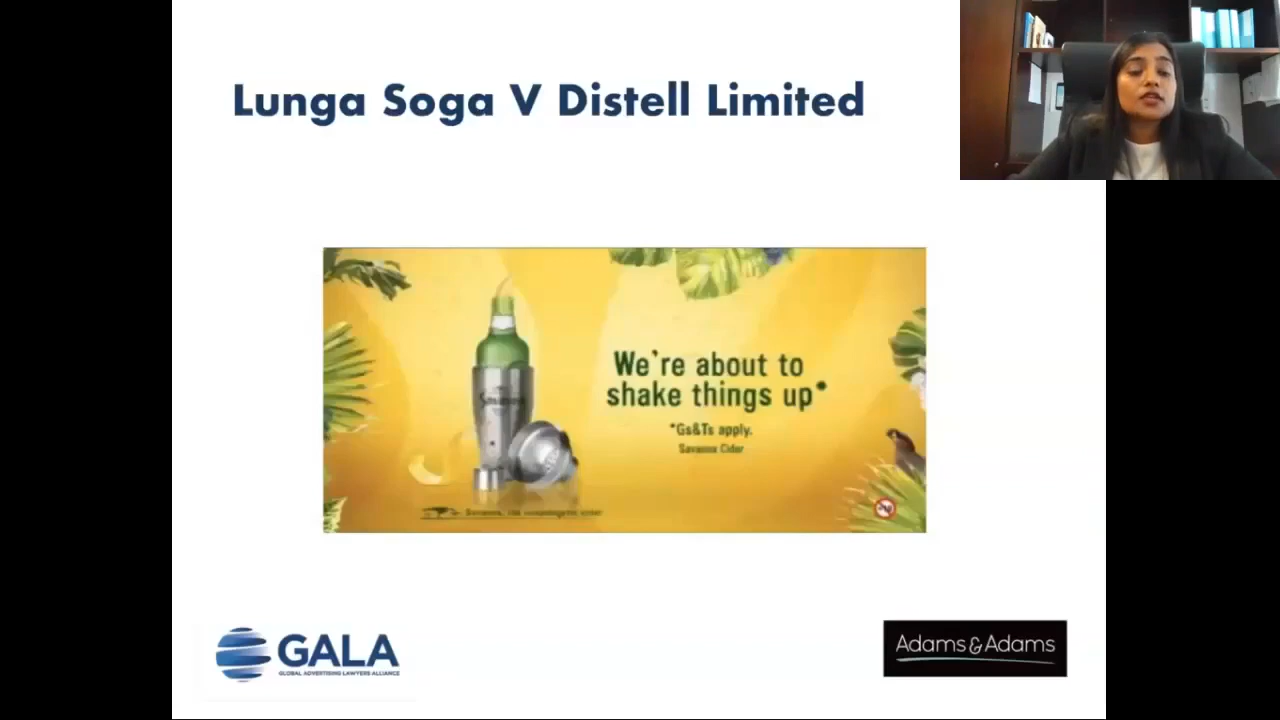 Lunga Soga V Distell Limited
We're about to
shake things up*
*Gs&Ts apply.
Savanna Cider
GALA
GLOBAL ADVERTISING LAWYERS ALLIANCE
Adams&Adams